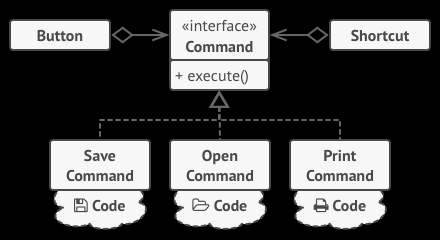 Button
«interface»
Command
+ execute()
Shortcut
Save
Command
Code
Open
Command
Code
Print
Command
Code